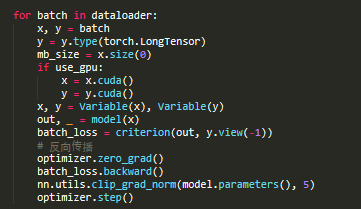 for batch in dataloader:
    x, y = batch
    y = y.type(torch.LongTensor)
    mb_size = x.size(0)
    if use_gpu:
        x = x.cuda()
        y = y.cuda()
    x, y = Variable(x), Variable(y)
    out, _ = model(x)
    batch_loss = criterion(out, y.view(-1))
    # 反向传播
    optimizer.zero_grad()
    batch_loss.backward()
    nn.utils.clip_grad_norm(model.parameters(), 5)
    optimizer.step()